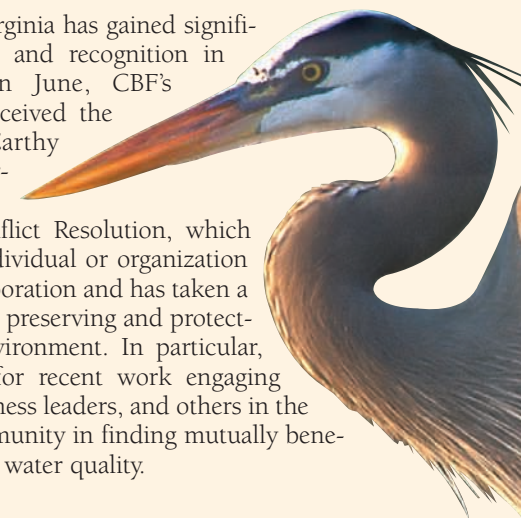 rginia has gained signifi-
and recognition in
n June, CBF’s
ceived the
arthy
-
flict Resolution, which
dividual or organization
oration and has taken a
preserving and protect-
vironment. In particular,
for recent work engaging
ness leaders, and others in the
munity in finding mutually bene-
water quality.